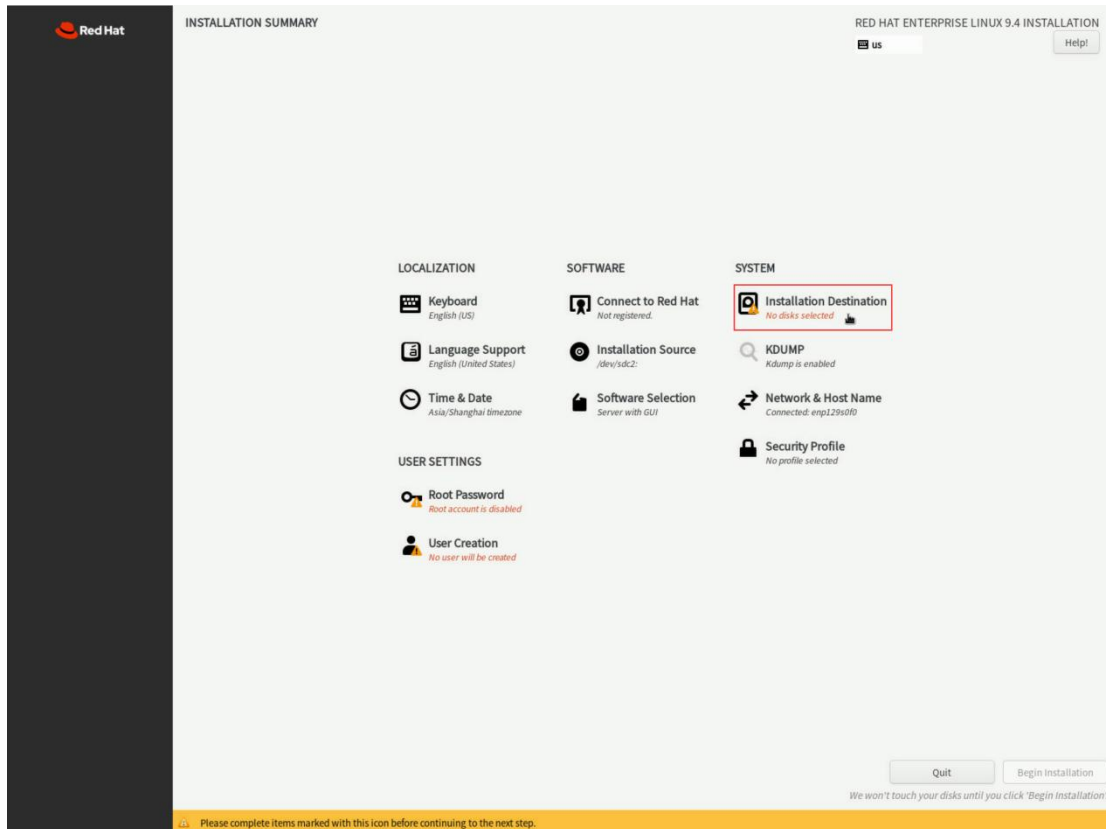 Red Hat
INSTALLATION SUMMARY
RED HAT ENTERPRISE LINUX 9.4 INSTALLATION
us
Help!
LOCALIZATION
Keyboard
English (US)
Language Support
English (United States)
Time & Date
Asia/Shanghai timezone
USER SETTINGS
Root Password
Root account is disabled
User Creation
No user will be created
SOFTWARE
Connect to Red Hat
Not registered.
Installation Source
/dev/sdc2:
Software Selection
Server with GUI
SYSTEM
Installation Destination
No disks selected
KDUMP
Kdump is enabled
Network & Host Name
Connected: enp129s0f0
Security Profile
No profile selected
Quit
Begin Installation
We won't touch your disks until you click 'Begin Installation'
Please complete items marked with this icon before continuing to the next step.